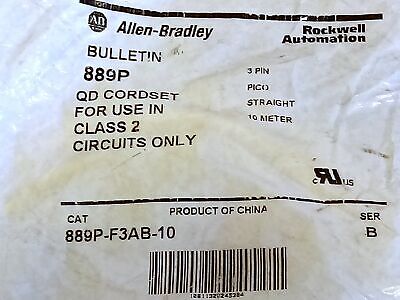 Allen-Bradley
Rockwell
Automation
BULLETIN
889P
QD CORDSET
FOR USE IN
CLASS 2
CIRCUITS ONLY
3 PIN
PICO
STRAIGHT
10 METER
c US
PRODUCT OF CHINA
CAT
889P-F3AB-10
SER
B